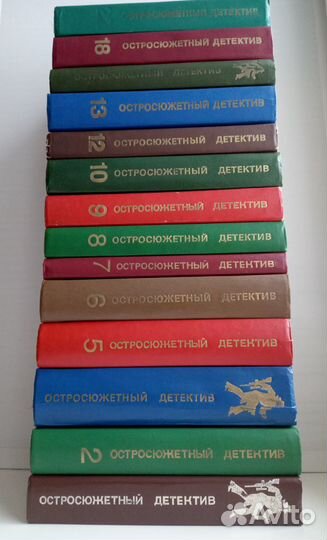 ОСТРОСЮЖЕТНЫЙ ДЕТЕКТИВ
18 ОСТРОСЮЖЕТНЫЙ ДЕТЕКТИВ
ОСТРОСЮЖЕТНЫЙ ДЕТЕКТИВ
13 ОСТРОСЮЖЕТНЫЙ ДЕТЕКТИВ
12 ОСТРОСЮЖЕТНЫЙ ДЕТЕКТИВ
10 ОСТРОСЮЖЕТНЫЙ ДЕТЕКТИВ
9 ОСТРОСЮЖЕТНЫЙ ДЕТЕКТИВ
8 ОСТРОСЮЖЕТНЫЙ ДЕТЕКТИВ
7 ОСТРОСЮЖЕТНЫЙ ДЕТЕКТИВ
6 ОСТРОСЮЖЕТНЫЙ ДЕТЕКТИВ
5 ОСТРОСЮЖЕТНЫЙ ДЕТЕКТИВ
ОСТРОСЮЖЕТНЫЙ ДЕТЕКТИВ
2 ОСТРОСЮЖЕТНЫЙ ДЕТЕКТИВ
ОСТРОСЮЖЕТНЫЙ ДЕТЕКТИВ
Avito